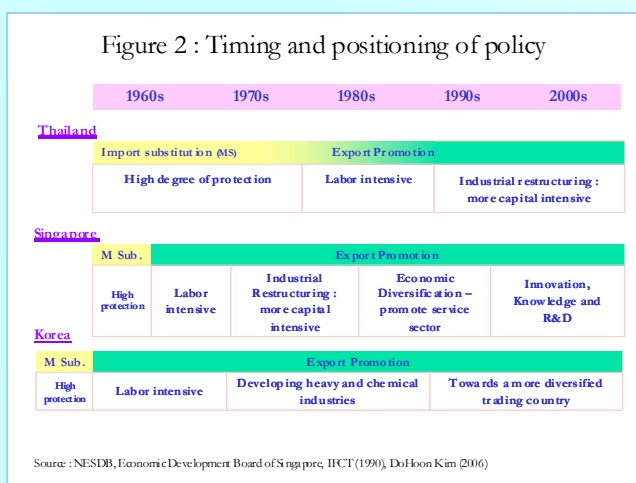 Figure 2 : Timing and positioning of policy
1960s 1970s 1980s 1990s 2000s
Thailand
Import substitution (MS) Export Promotion
High degree of protection Labor intensive Industrial restructuring :
more capital intensive
Singapore
M Sub. Export Promotion
High
protection
Labor
intensive
Industrial
Restructuring :
more capital
intensive
Economic
Diversification –
promote service
sector
Innovation,
Knowledge and
R&D
Korea
M Sub. Export Promotion
High
protection
Labor intensive
Developing heavy and chemical
industries
Towards a more diversified
trading country
Source : NESDB, Economic Development Board of Singapore, IFCT (1990), DoHoon Kim (2006)